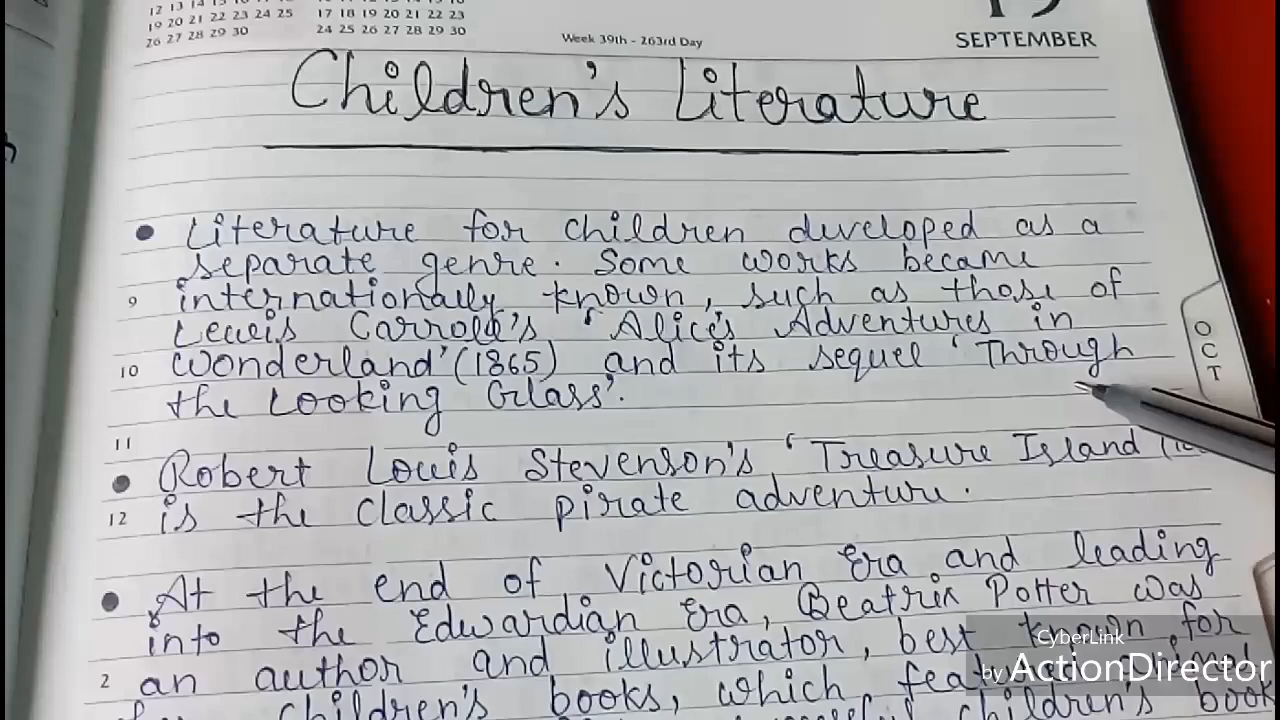 12 13 14 15 16 17 18
19 20 21 22 23 24 25
26 27 28 29 30
17 18 19 20 21 22 23
24 25 26 27 28 29 30
Week 39th - 263rd Day
SEPTEMBER
Children's Literature
• Literature for children developed as a
separate genre. Some works became
9 internationally known, such as those of
Lewis Carroll's 'Alice's Adventures in
10 Wonderland' (1865) and its sequel 'Through
the Looking Glass'.
OCT
11
• Robert Louis Stevenson's 'Treasure Island
12 is the classic pirate adventure.
• At the end of Victorian Era and leading
into the Edwardian Era, Beatrix Potter was
2 an author and illustrator, best known for
children's books, which
children's book
CyberLink
by ActionDirector